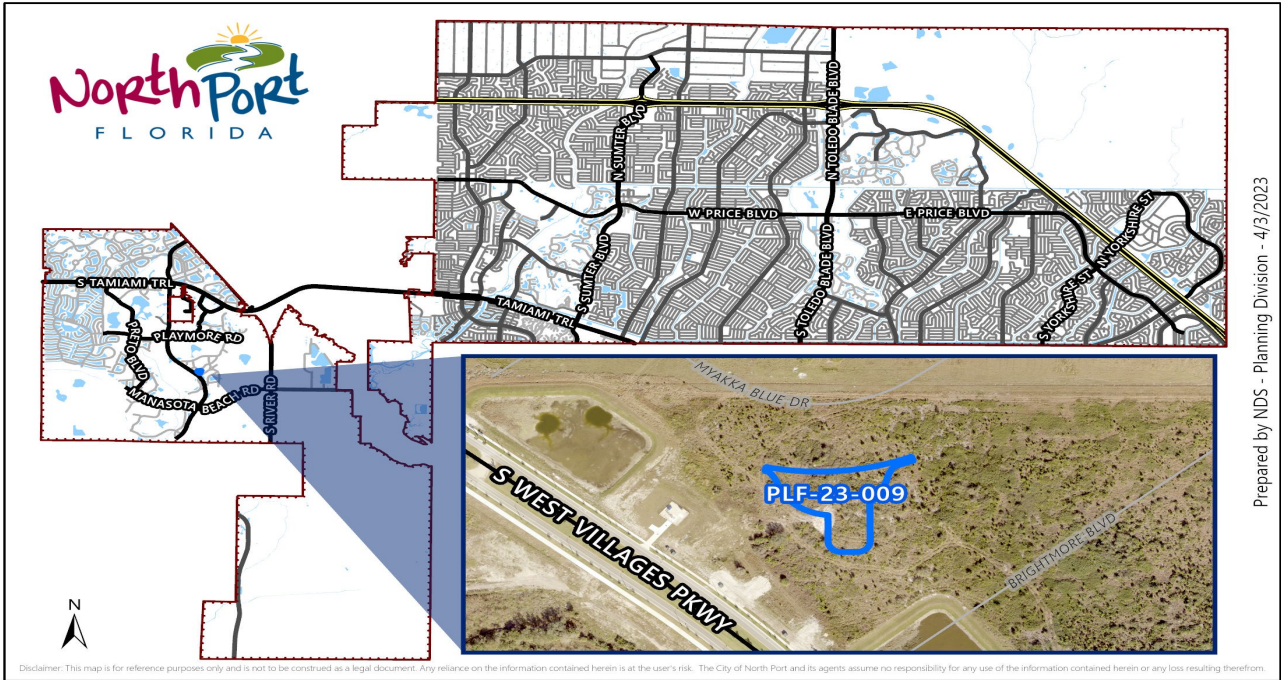 North Port
FLORIDA
N SUMTER BLVD
N TOLEDO BLADE BLVD
W PRICE BLVD
E PRICE BLVD
N YORKSHIRE ST
S YORKSHIRE ST
S SUMTER BLVD
S TOLEDO BLADE BLVD
S TAMIAMI TRL
TAMIAMI TRL
PLAYMORE RD
PRETO BLVD
MANASOTA BEACH RD
S RIVER RD
MYAKKA BLUE DR
PLF-23-009
S WEST VILLAGES PKWY
BRIGHTMORE BLVD
N
Prepared by NDS - Planning Division - 4/3/2023
Disclaimer: This map is for reference purposes only and is not to be construed as a legal document. Any reliance on the information contained herein is at the user's risk. The City of North Port and its agents assume no responsibility for any use of the information contained herein or any loss resulting therefrom.